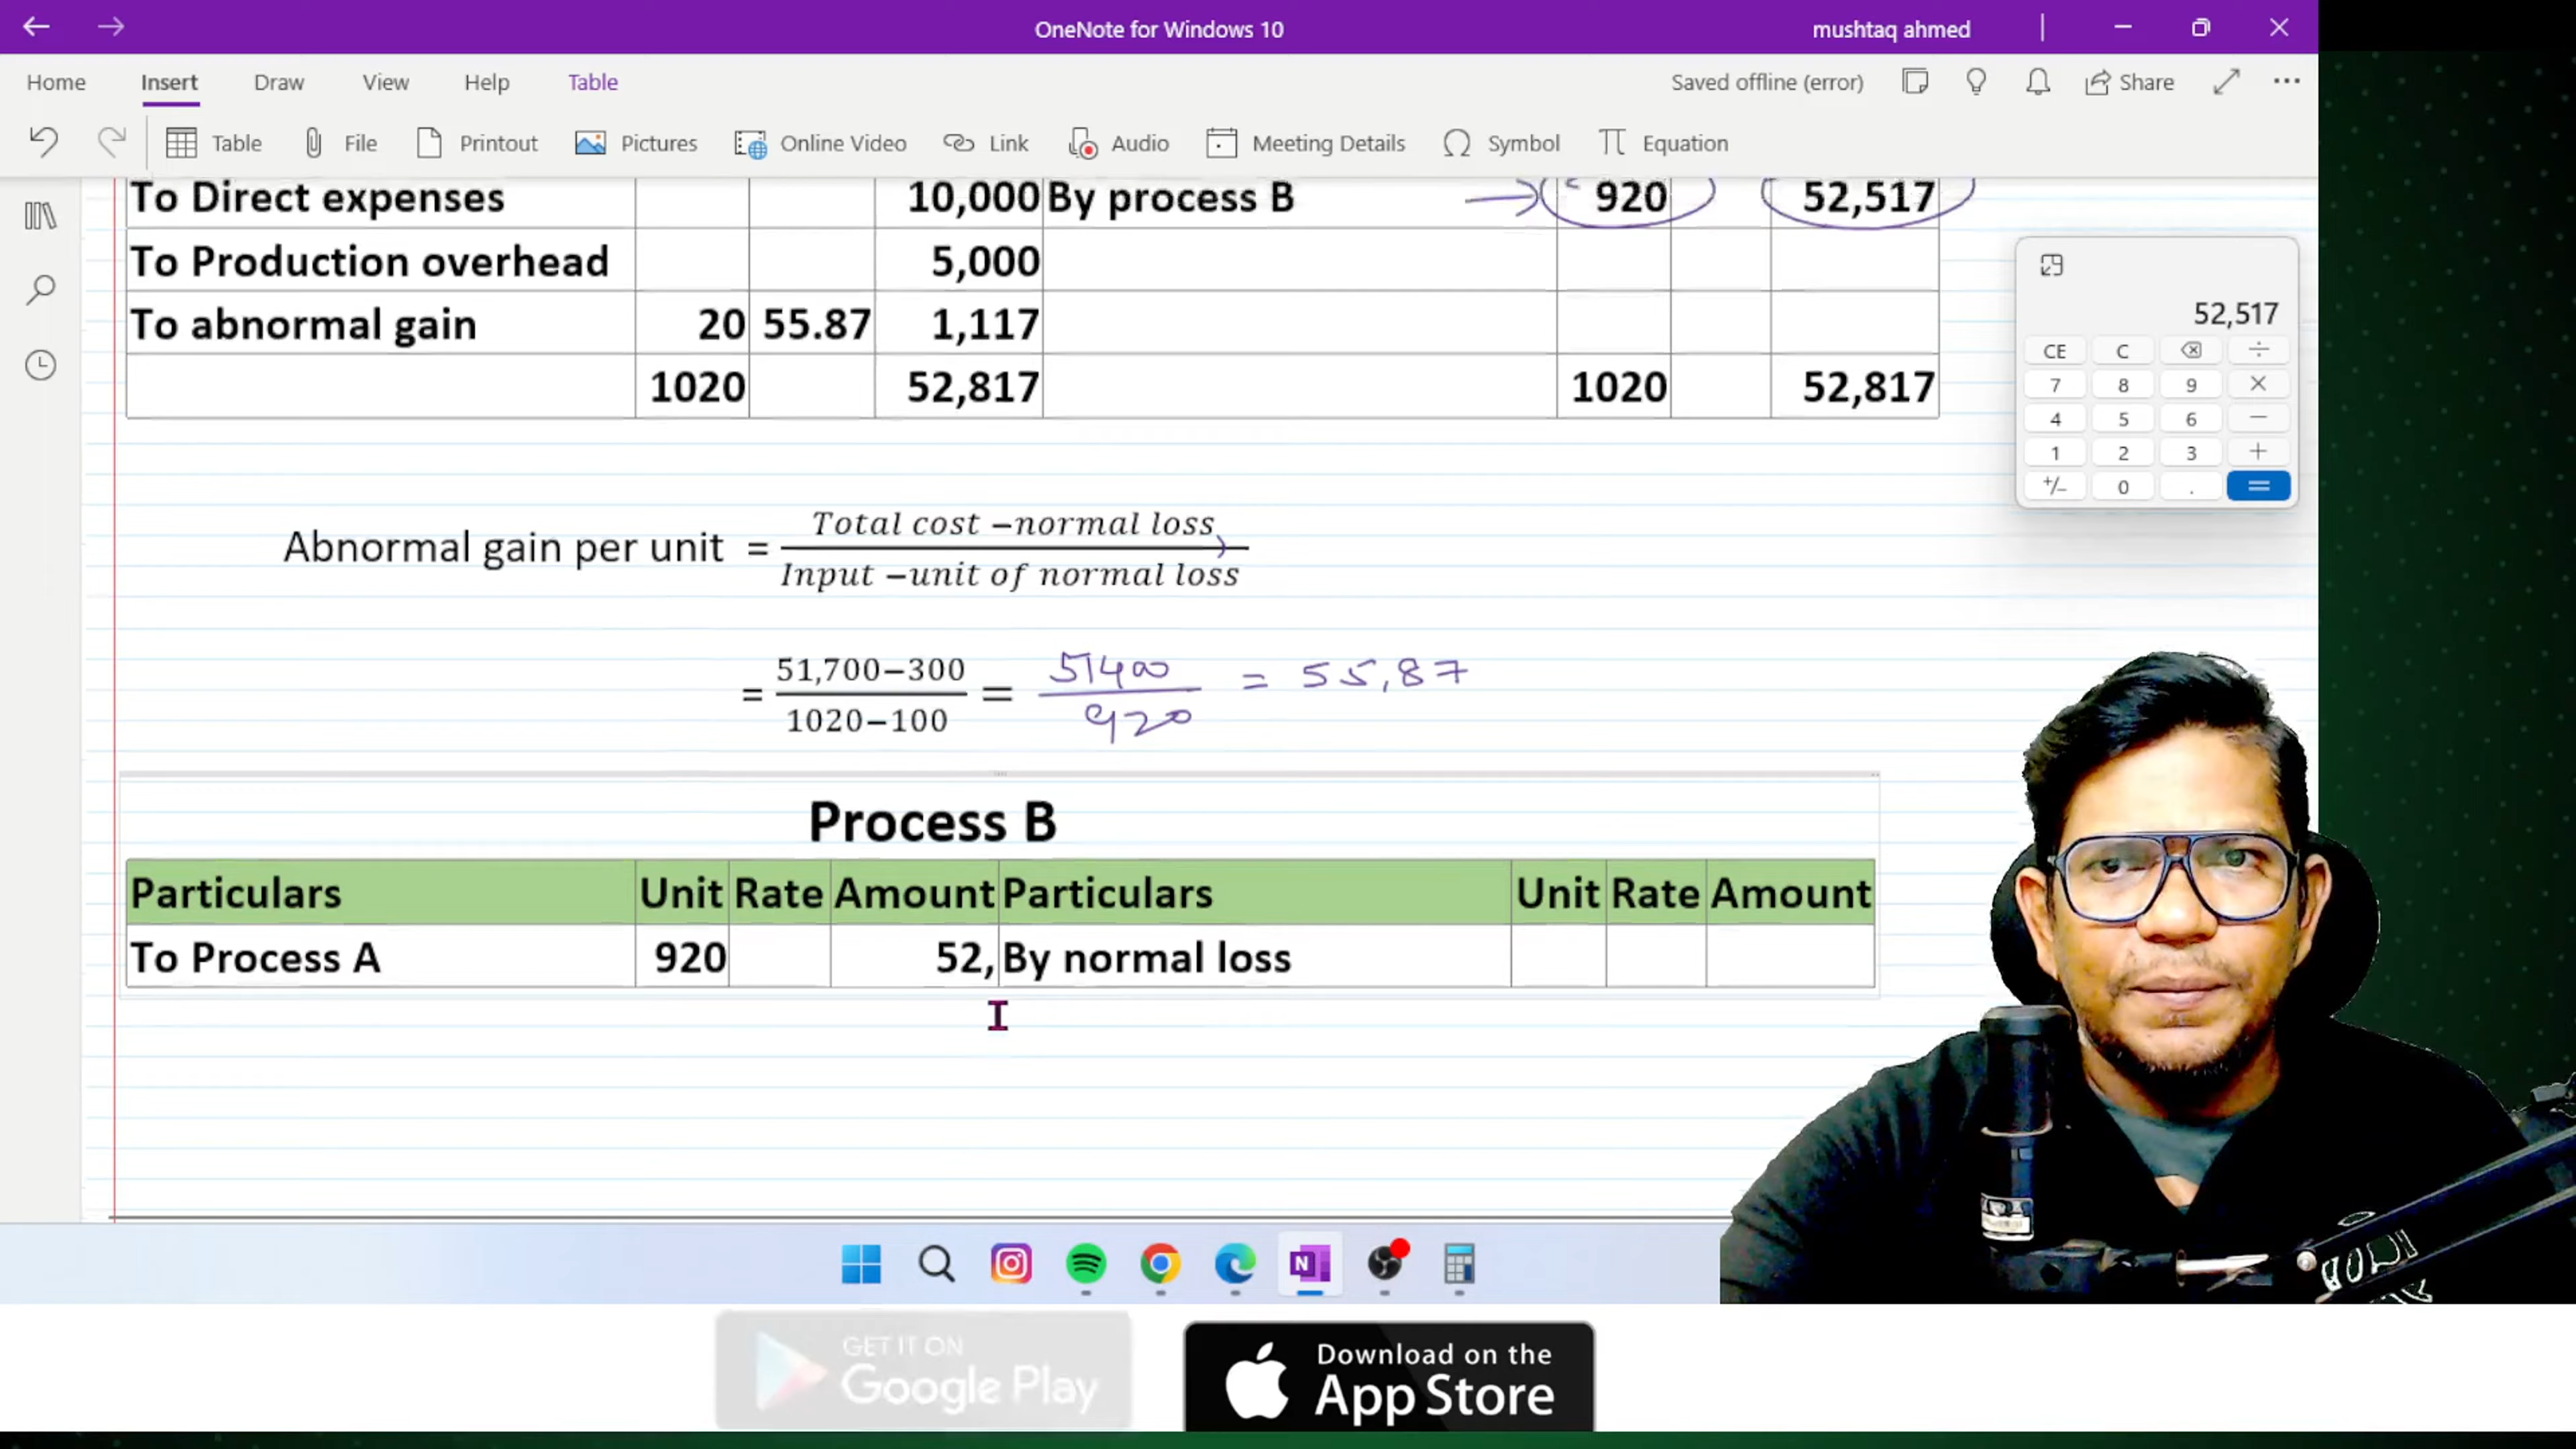 OneNote for Windows 10
mushtaq ahmed
Home Insert Draw View Help Table
Saved offline (error) Share
Table File Printout Pictures Online Video Link Audio Meeting Details Symbol Equation
To Direct expenses 10,000 By process B 920 52,517
To Production overhead 5,000
To abnormal gain 20 55.87 1,117
1020 52,817 1020 52,817
52,517
CE C ÷
7 8 9 ×
4 5 6 −
1 2 3 +
+/− 0 . =
Abnormal gain per unit = Total cost −normal loss
Input −unit of normal loss
= 51,700−300 = 51400 = 55,87
1020−100 920
Process B
Particulars Unit Rate Amount Particulars Unit Rate Amount
To Process A 920 52, By normal loss
GET IT ON
Google Play
Download on the
App Store